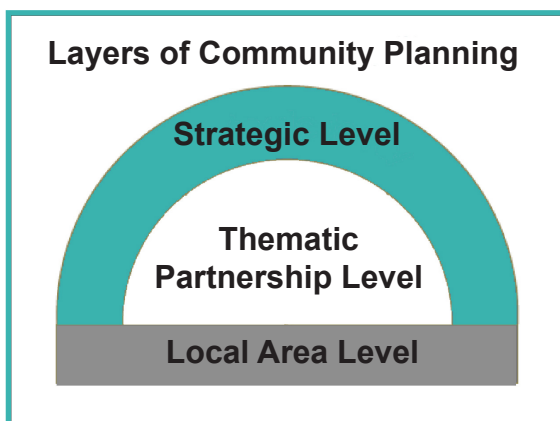 Layers of Community Planning
Strategic Level
Thematic
Partnership Level
Local Area Level